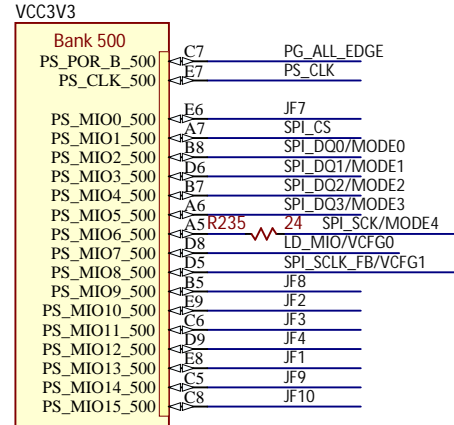 VCC3V3
Bank 500
PS_POR_B_500 C7 PG_ALL_EDGE
PS_CLK_500 E7 PS_CLK
PS_MIO0_500 E6 JF7
PS_MIO1_500 A7 SPI_CS
PS_MIO2_500 B8 SPI_DQ0/MODE0
PS_MIO3_500 D6 SPI_DQ1/MODE1
PS_MIO4_500 B7 SPI_DQ2/MODE2
PS_MIO5_500 A6 SPI_DQ3/MODE3
PS_MIO6_500 A5 R235 24 SPI_SCK/MODE4
PS_MIO7_500 D8 LD_MIO/VCFG0
PS_MIO8_500 D5 SPI_SCLK_FB/VCFG1
PS_MIO9_500 B5 JF8
PS_MIO10_500 E9 JF2
PS_MIO11_500 C6 JF3
PS_MIO12_500 D9 JF4
PS_MIO13_500 E8 JF1
PS_MIO14_500 C5 JF9
PS_MIO15_500 C8 JF10